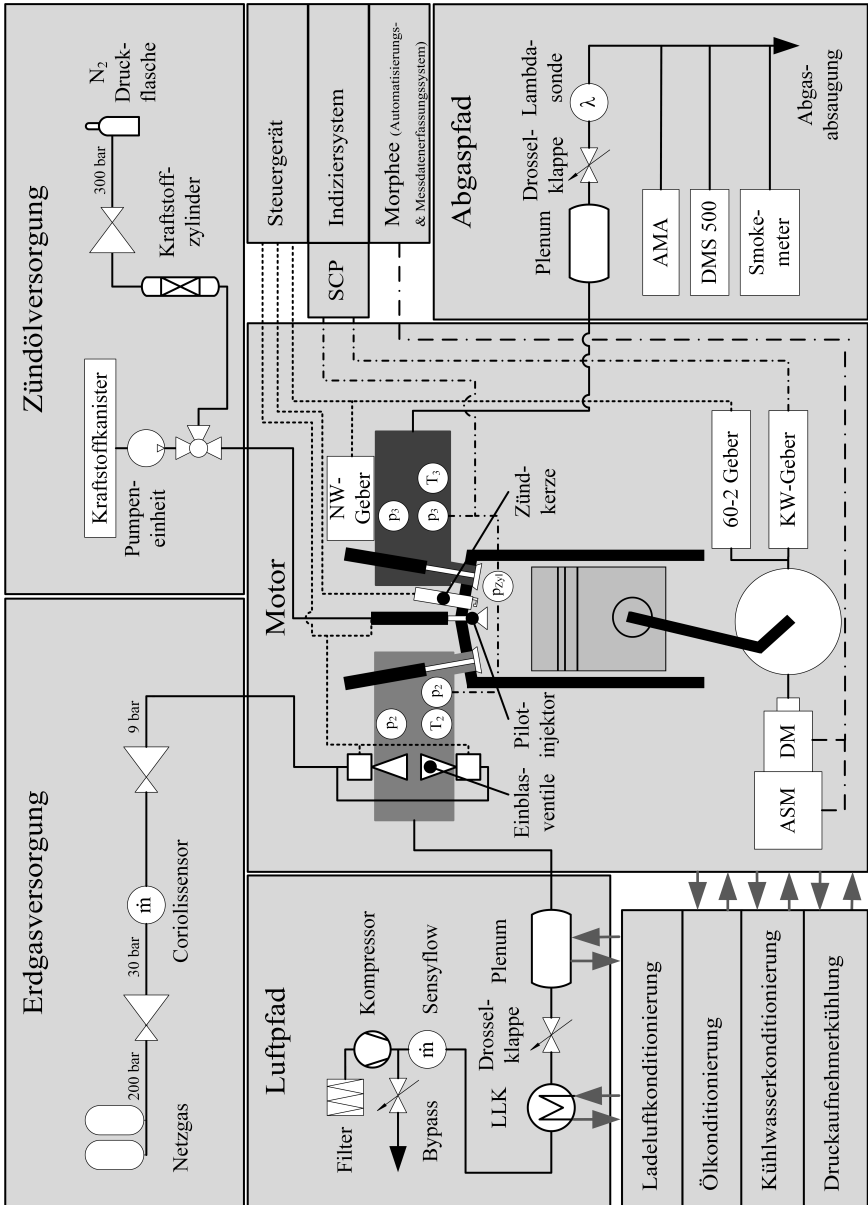 Erdgasversorgung
200 bar
30 bar
9 bar
ṁ
Netzgas
Coriolissensor
Zündölversorgung
Kraftstoffkanister
Pumpen-
einheit
300 bar
N2
Druck-
flasche
Kraftstoff-
zylinder
Luftpfad
Filter
Kompressor
Bypass
ṁ
Sensyflow
LLK
Drossel-
klappe
Plenum
Motor
NW-
Geber
p2
T2
p2
p3
p3
T3
pZyl
Einblas-
ventile
Pilot-
injektor
Zünd-
kerze
60-2 Geber
KW-Geber
ASM
DM
Steuergerät
Indiziersystem
SCP
Morphee (Automatisierungs-
& Messdatenerfassungssystem)
Abgaspfad
Plenum
Drossel-
klappe
Lambda-
sonde
λ
AMA
DMS 500
Smoke-
meter
Abgas-
absaugung
Ladeluftkonditionierung
Ölkonditionierung
Kühlwasserkonditionierung
Druckaufnehmerkühlung